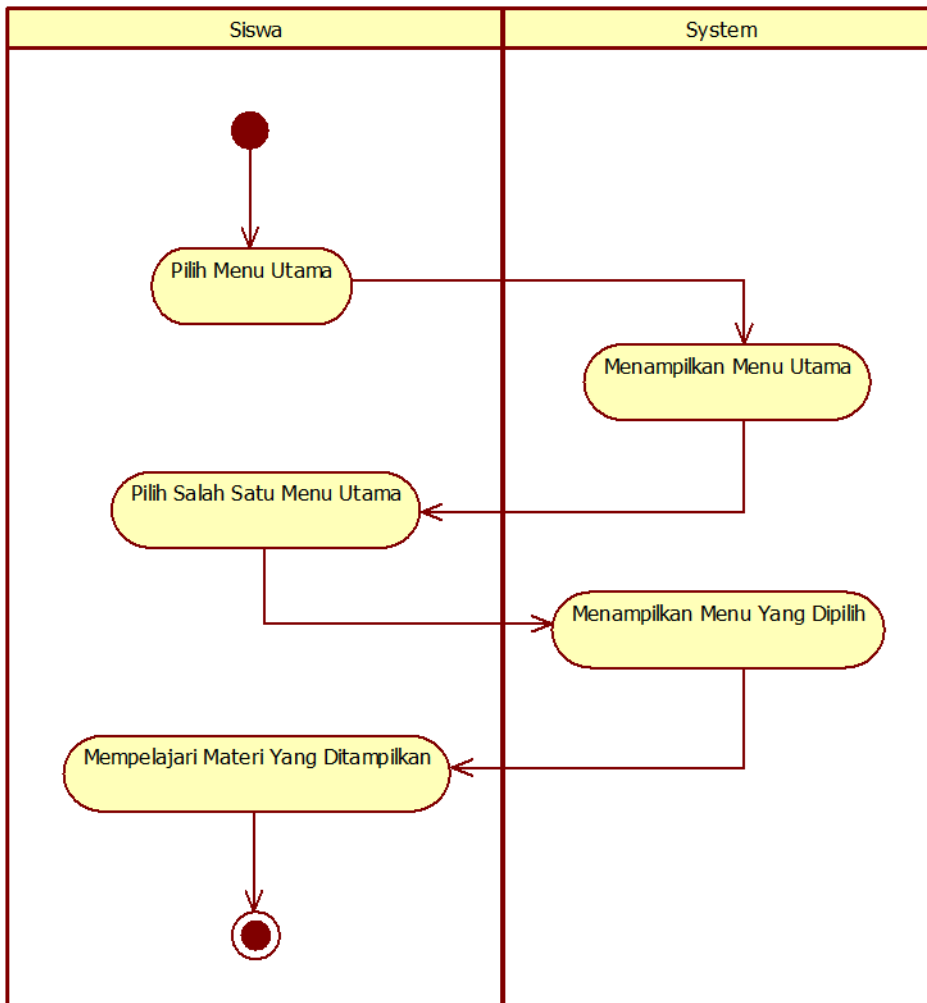 Siswa
System
Pilih Menu Utama
Menampilkan Menu Utama
Pilih Salah Satu Menu Utama
Menampilkan Menu Yang Dipilih
Mempelajari Materi Yang Ditampilkan